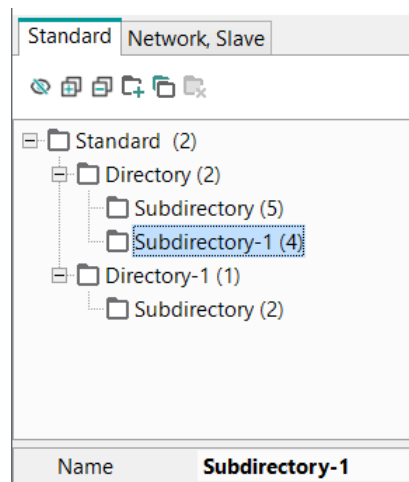 Standard Network, Slave
Standard (2)
Directory (2)
Subdirectory (5)
Subdirectory-1 (4)
Directory-1 (1)
Subdirectory (2)
Name Subdirectory-1